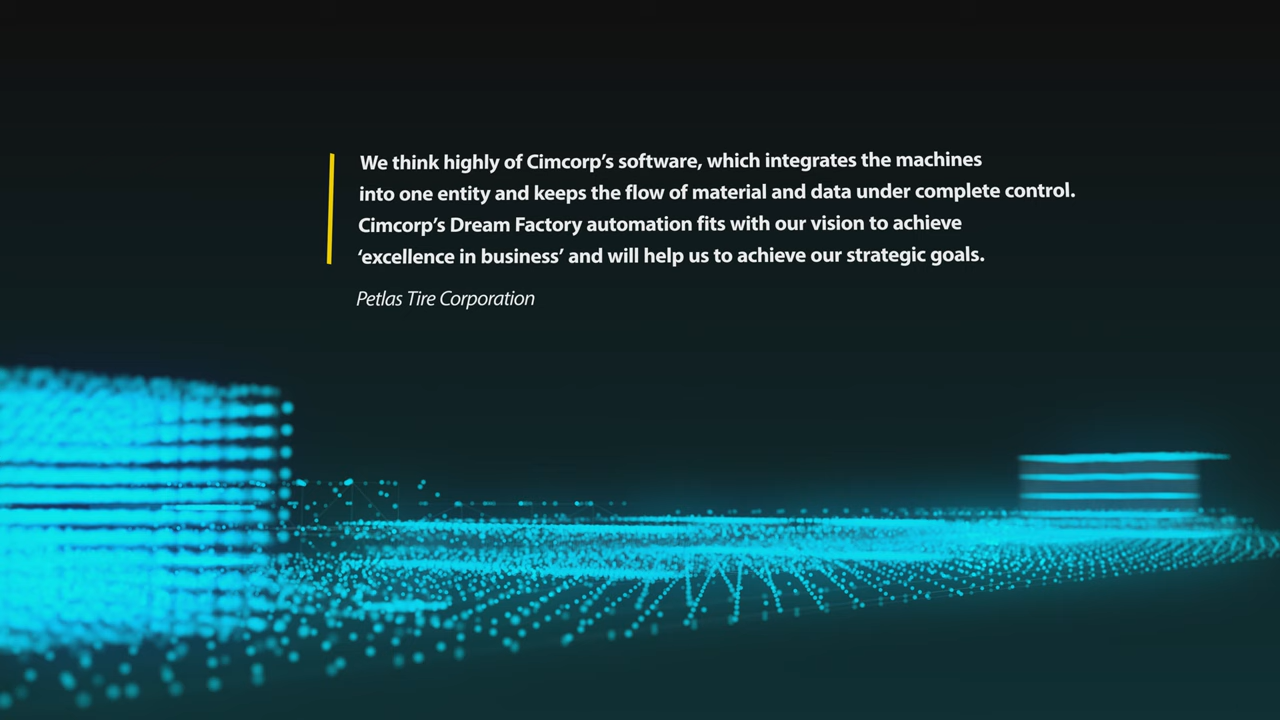 We think highly of Cimcorp’s software, which integrates the machines
into one entity and keeps the flow of material and data under complete control.
Cimcorp’s Dream Factory automation fits with our vision to achieve
‘excellence in business’ and will help us to achieve our strategic goals.
Petlas Tire Corporation